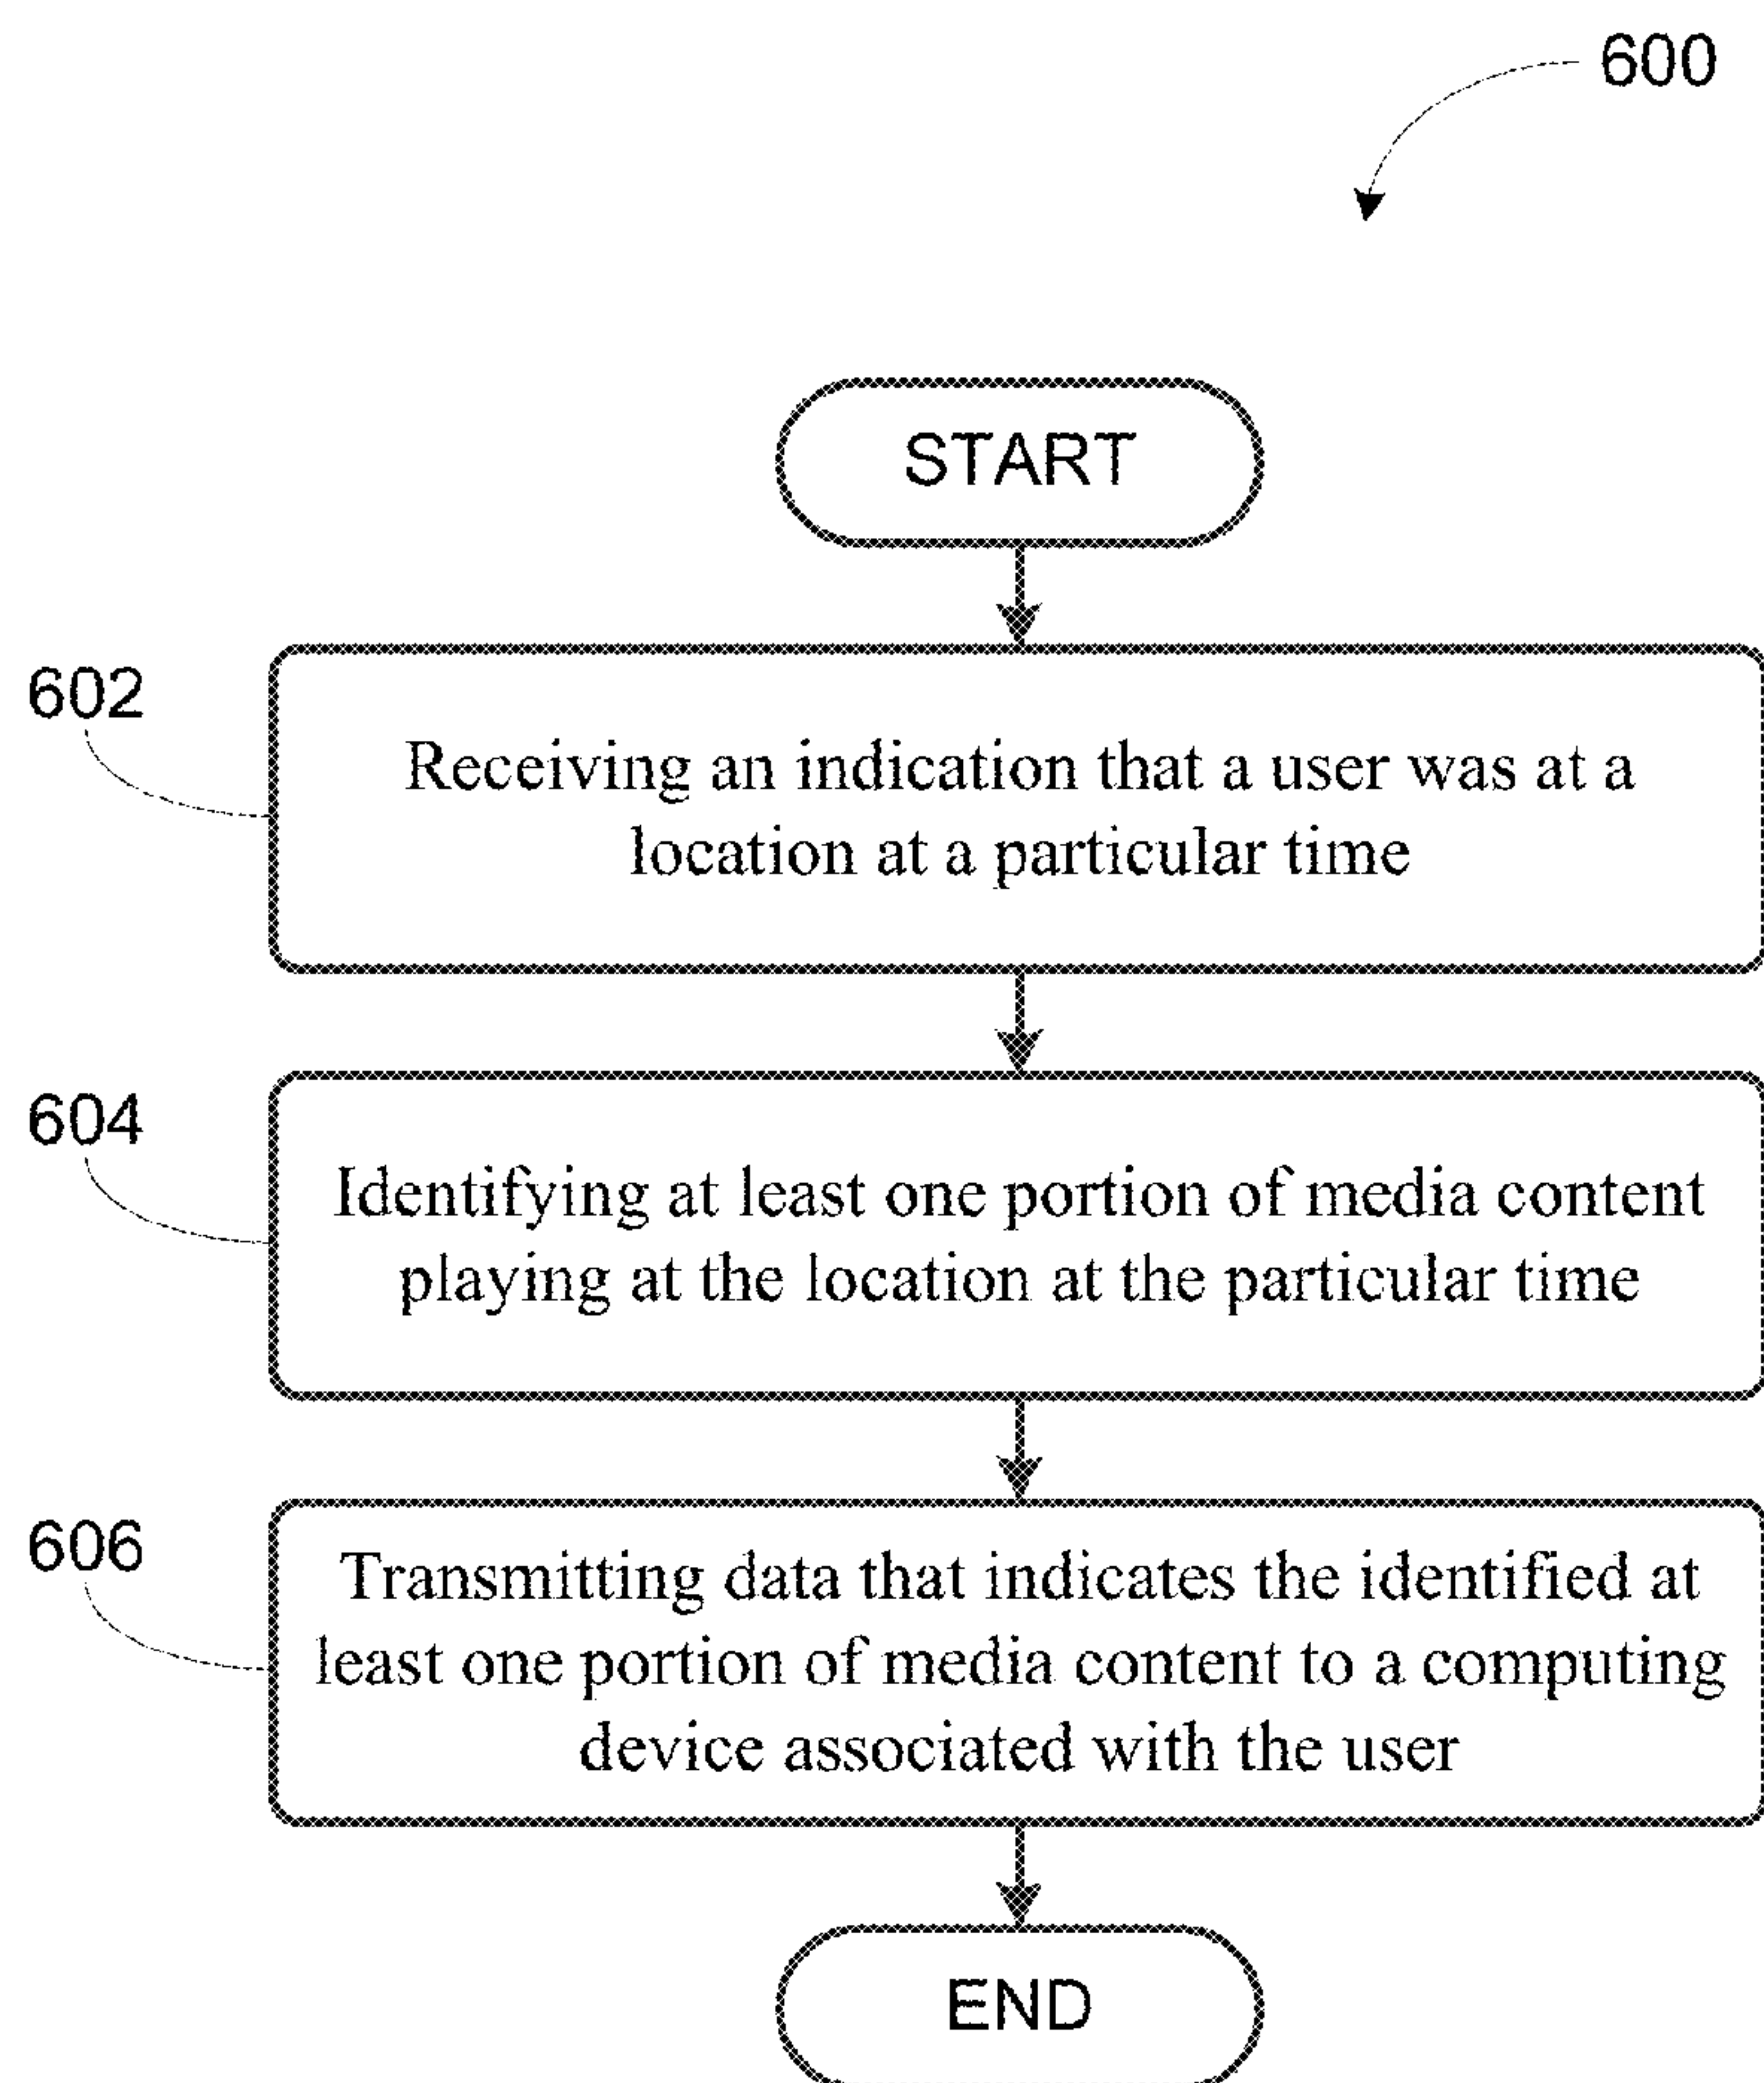 600
START
602
Receiving an indication that a user was at a
location at a particular time
604
Identifying at least one portion of media content
playing at the location at the particular time
606
Transmitting data that indicates the identified at
least one portion of media content to a computing
device associated with the user
END